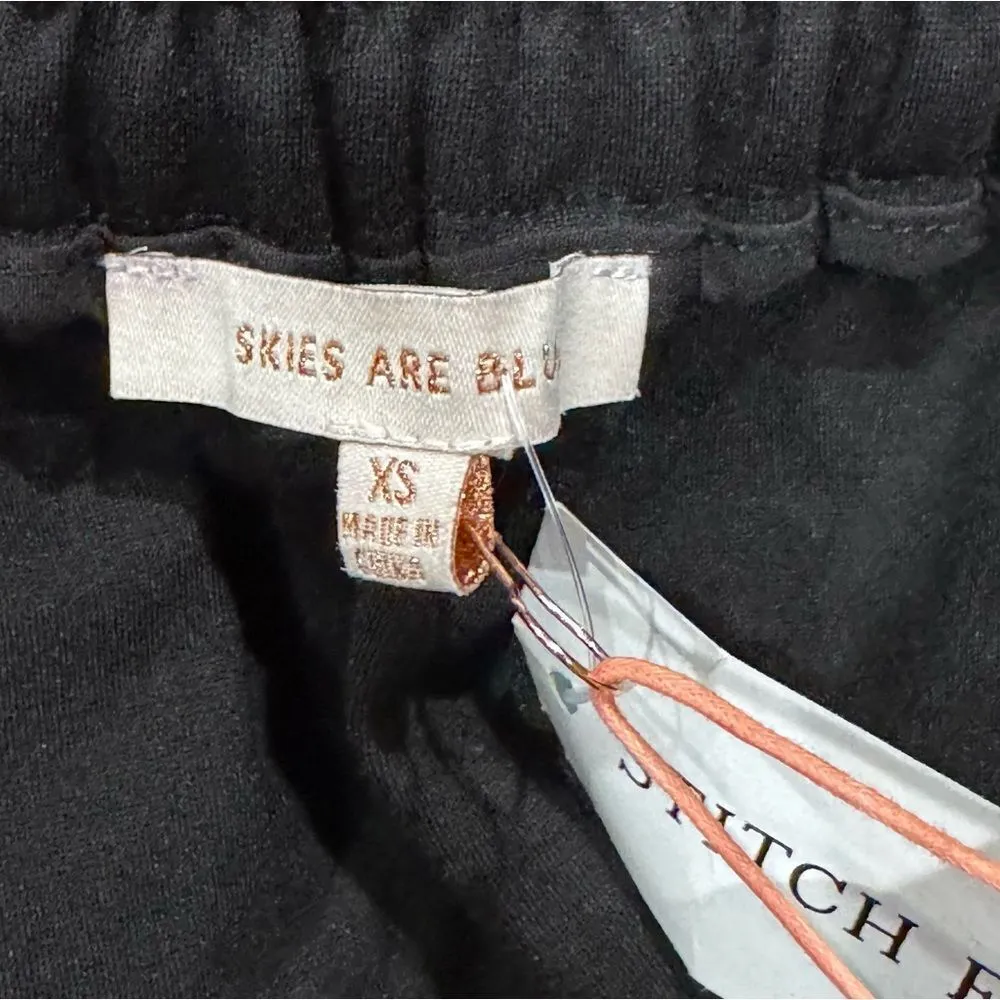 SKIES ARE BLU
XS
MADE IN
CHINA
STITCH F